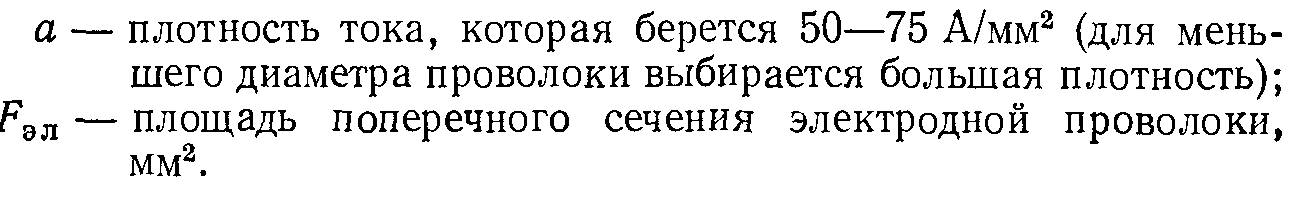 a — плотность тока, которая берется 50—75 А/мм² (для мень-
шего диаметра проволоки выбирается большая плотность);
Fэл — площадь поперечного сечения электродной проволоки,
мм².